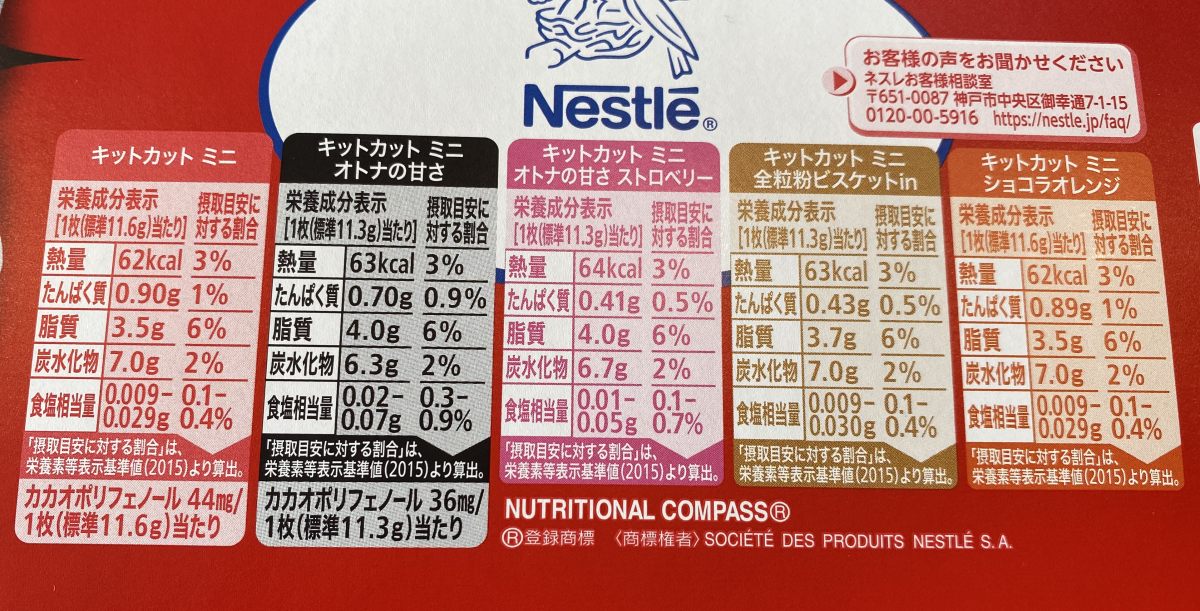 Nestlé®
お客様の声をお聞かせください
ネスレお客様相談室
〒651-0087 神戸市中央区御幸通7-1-15
0120-00-5916 https://nestle.jp/faq/
キットカット ミニ
栄養成分表示
[1枚(標準11.6g)当たり]
摂取目安に
対する割合
熱量 62kcal 3%
たんぱく質 0.90g 1%
脂質 3.5g 6%
炭水化物 7.0g 2%
食塩相当量 0.009-0.029g 0.1-0.4%
「摂取目安に対する割合」は、
栄養素等表示基準値(2015)より算出。
カカオポリフェノール 44mg/
1枚(標準11.6g)当たり
キットカット ミニ
オトナの甘さ
栄養成分表示
[1枚(標準11.3g)当たり]
摂取目安に
対する割合
熱量 63kcal 3%
たんぱく質 0.70g 0.9%
脂質 4.0g 6%
炭水化物 6.3g 2%
食塩相当量 0.02-0.07g 0.3-0.9%
「摂取目安に対する割合」は、
栄養素等表示基準値(2015)より算出。
カカオポリフェノール 36mg/
1枚(標準11.3g)当たり
キットカット ミニ
オトナの甘さ ストロベリー
栄養成分表示
[1枚(標準11.3g)当たり]
摂取目安に
対する割合
熱量 64kcal 3%
たんぱく質 0.41g 0.5%
脂質 4.0g 6%
炭水化物 6.7g 2%
食塩相当量 0.01-0.05g 0.1-0.7%
「摂取目安に対する割合」は、
栄養素等表示基準値(2015)より算出。
キットカット ミニ
全粒粉ビスケットin
栄養成分表示
[1枚(標準11.3g)当たり]
摂取目安に
対する割合
熱量 63kcal 3%
たんぱく質 0.43g 0.5%
脂質 3.7g 6%
炭水化物 7.0g 2%
食塩相当量 0.009-0.030g 0.1-0.4%
「摂取目安に対する割合」は、
栄養素等表示基準値(2015)より算出。
キットカット ミニ
ショコラオレンジ
栄養成分表示
[1枚(標準11.6g)当たり]
摂取目安に
対する割合
熱量 62kcal 3%
たんぱく質 0.89g 1%
脂質 3.5g 6%
炭水化物 7.0g 2%
食塩相当量 0.009-0.029g 0.1-0.4%
「摂取目安に対する割合」は、
栄養素等表示基準値(2015)より算出。
NUTRITIONAL COMPASS®
®登録商標 〈商標権者〉SOCIÉTÉ DES PRODUITS NESTLÉ S.A.